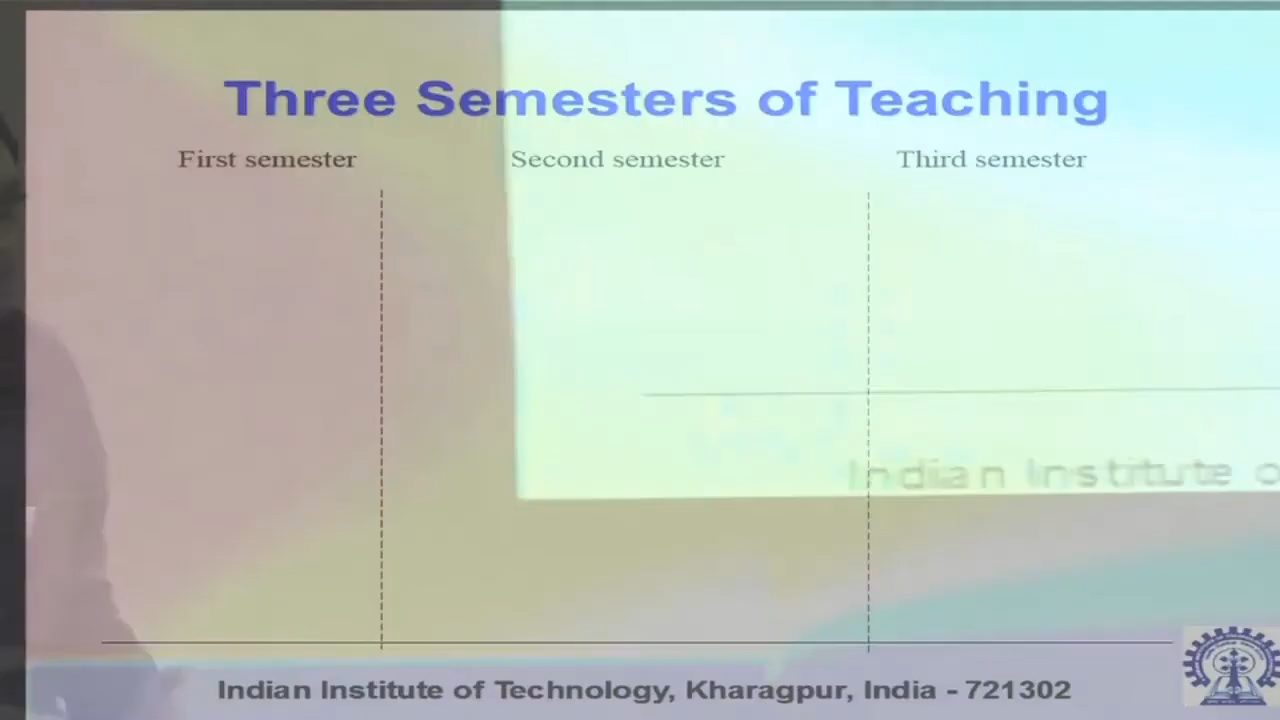 Three Semesters of Teaching
First semester Second semester Third semester
Indian Institute o
Indian Institute of Technology, Kharagpur, India - 721302